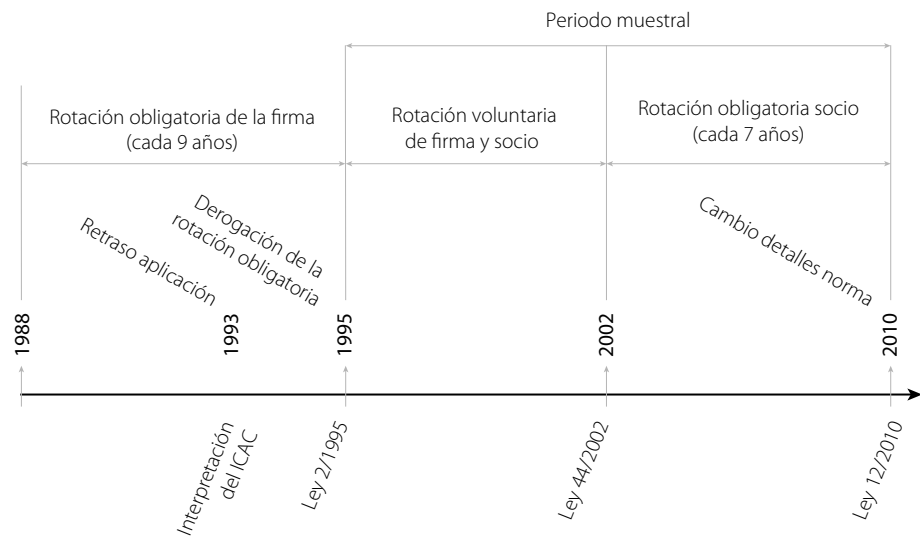 Periodo muestral
Rotación obligatoria de la firma
(cada 9 años)
Rotación voluntaria
de firma y socio
Rotación obligatoria socio
(cada 7 años)
Retraso aplicación
Derogación de la
rotación obligatoria
Cambio detalles norma
1988
1993
1995
2002
2010
Interpretación
del ICAC
Ley 2/1995
Ley 44/2002
Ley 12/2010